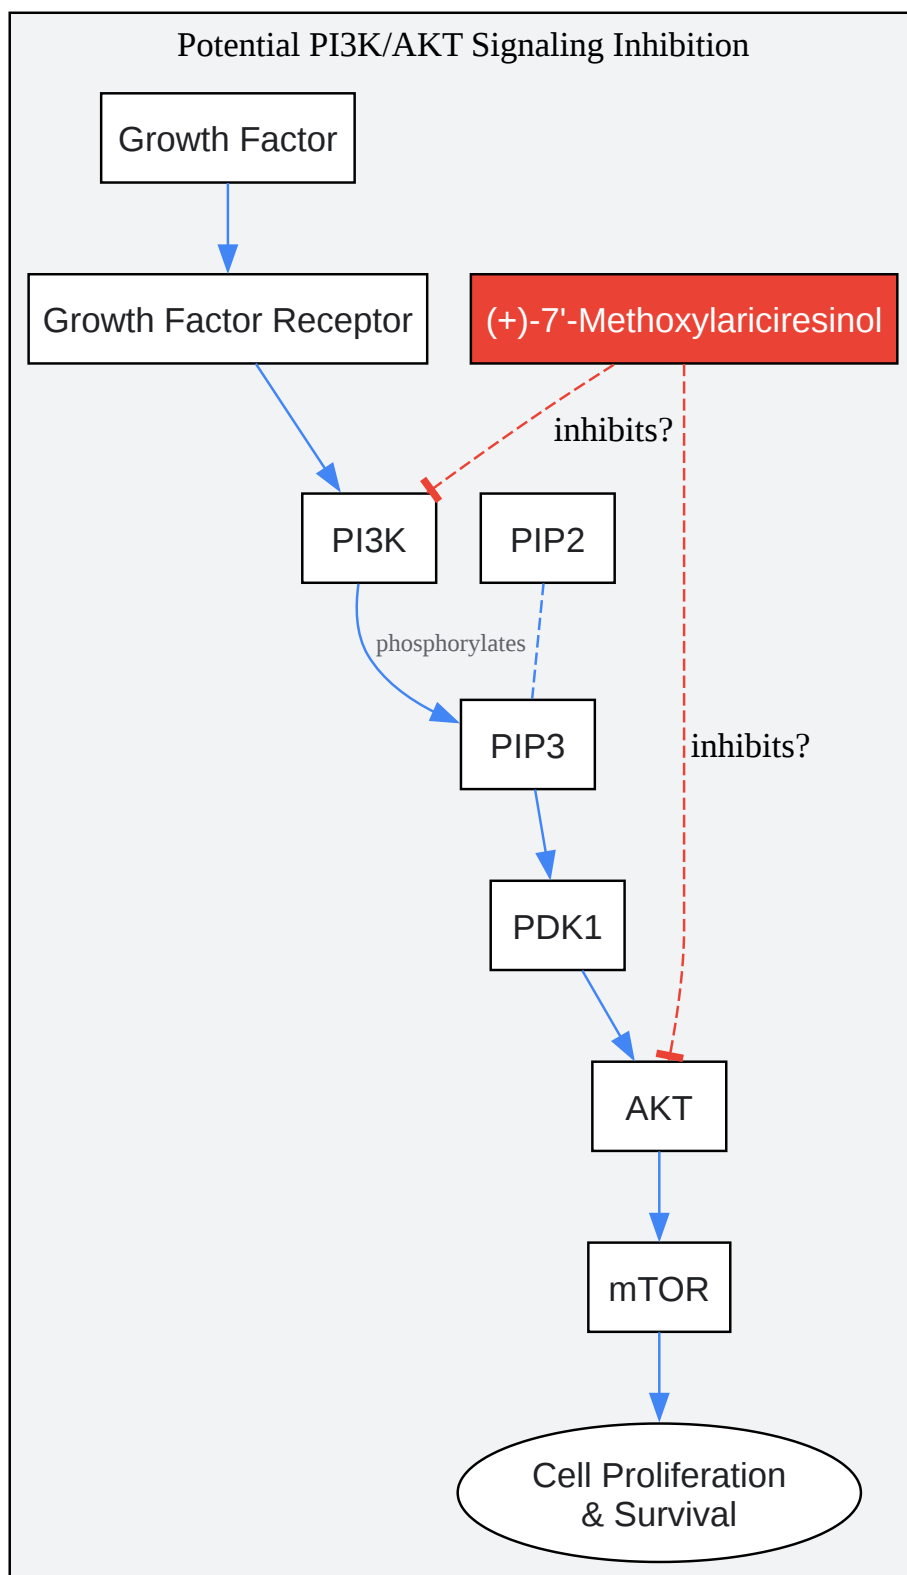 Potential PI3K/AKT Signaling Inhibition
Growth Factor
Growth Factor Receptor
(+)-7'-Methoxylariciresinol
inhibits?
PI3K
PIP2
phosphorylates
PIP3
inhibits?
PDK1
AKT
mTOR
Cell Proliferation
& Survival